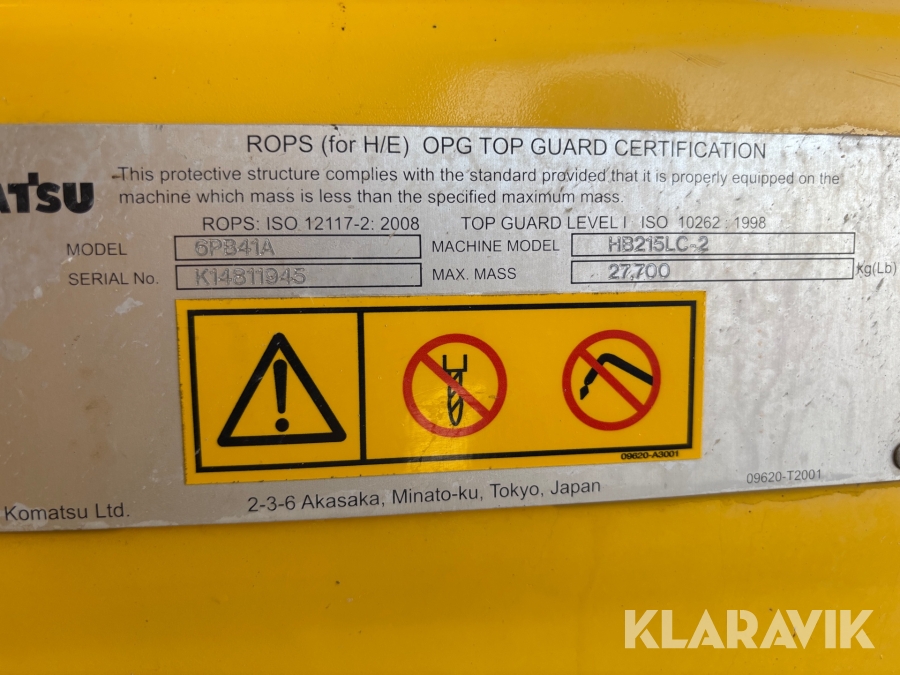 ROPS (for H/E) OPG TOP GUARD CERTIFICATION
ATSU
This protective structure complies with the standard provided that it is properly equipped on the
machine which mass is less than the specified maximum mass.
ROPS: ISO 12117-2: 2008 TOP GUARD LEVEL I ISO 10262 : 1998
MODEL 6PB41A MACHINE MODEL HB215LC-2
SERIAL No. K14811945 MAX. MASS 27,700 kg(Lb)
09620-A3001
09620-T2001
Komatsu Ltd. 2-3-6 Akasaka, Minato-ku, Tokyo, Japan
KLARAVIK